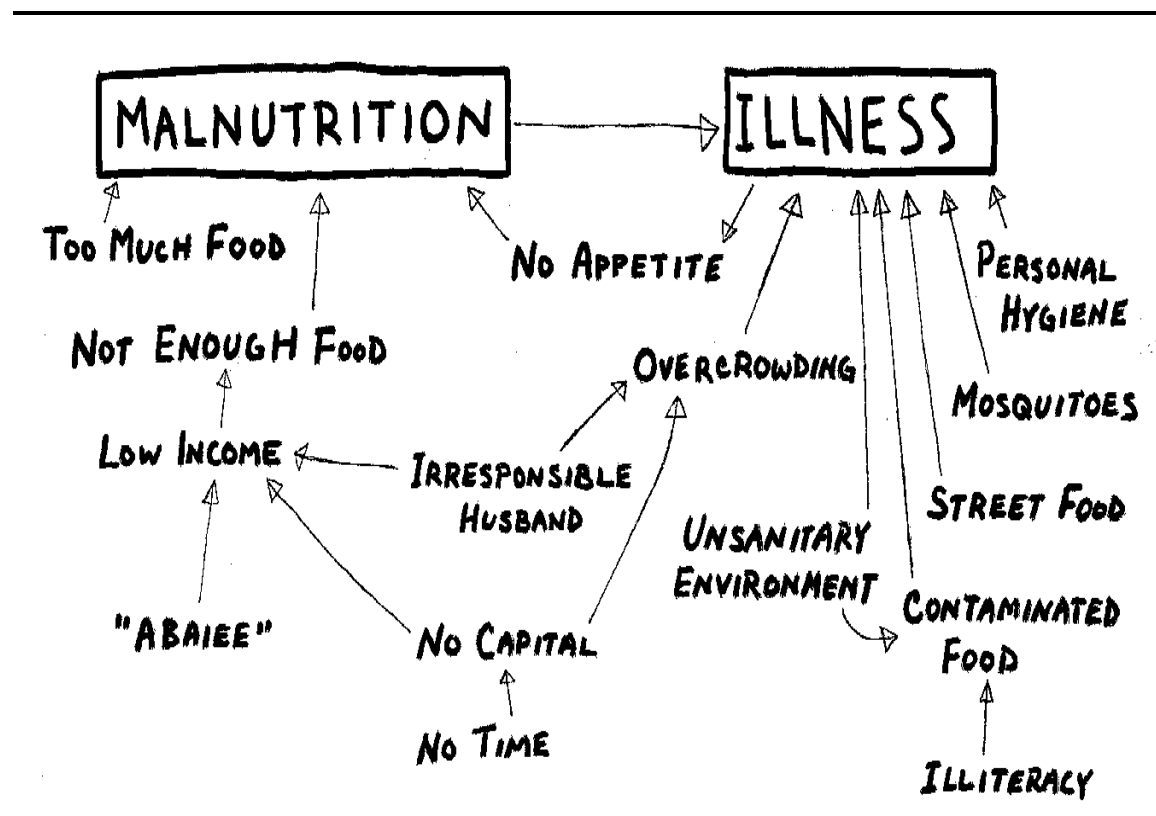 MALNUTRITION
ILLNESS
TOO MUCH FOOD
NO APPETITE
PERSONAL
HYGIENE
NOT ENOUGH FOOD
OVERCROWDING
MOSQUITOES
LOW INCOME
IRRESPONSIBLE
HUSBAND
STREET FOOD
UNSANITARY
ENVIRONMENT
"ABAIEE"
NO CAPITAL
CONTAMINATED
FOOD
NO TIME
ILLITERACY